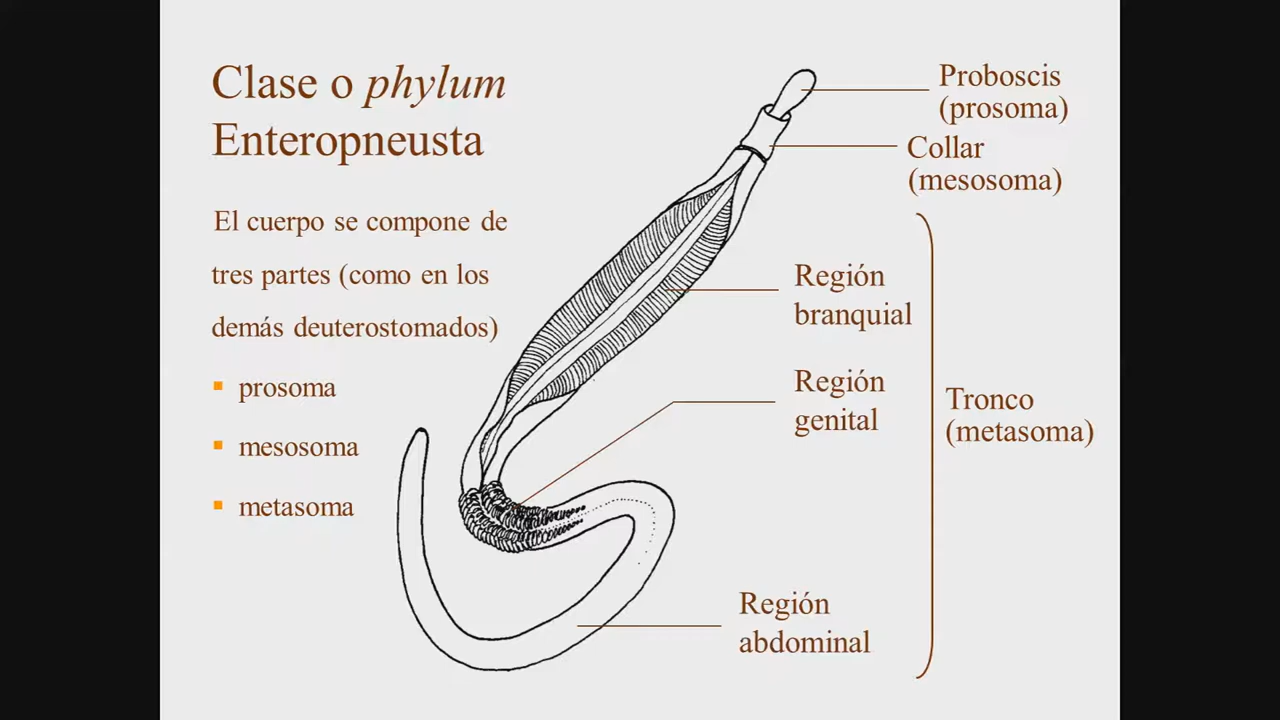 Clase o phylum
Enteropneusta
El cuerpo se compone de
tres partes (como en los
demás deuterostomados)
▪ prosoma
▪ mesosoma
▪ metasoma
Proboscis
(prosoma)
Collar
(mesosoma)
Región
branquial
Región
genital
Tronco
(metasoma)
Región
abdominal